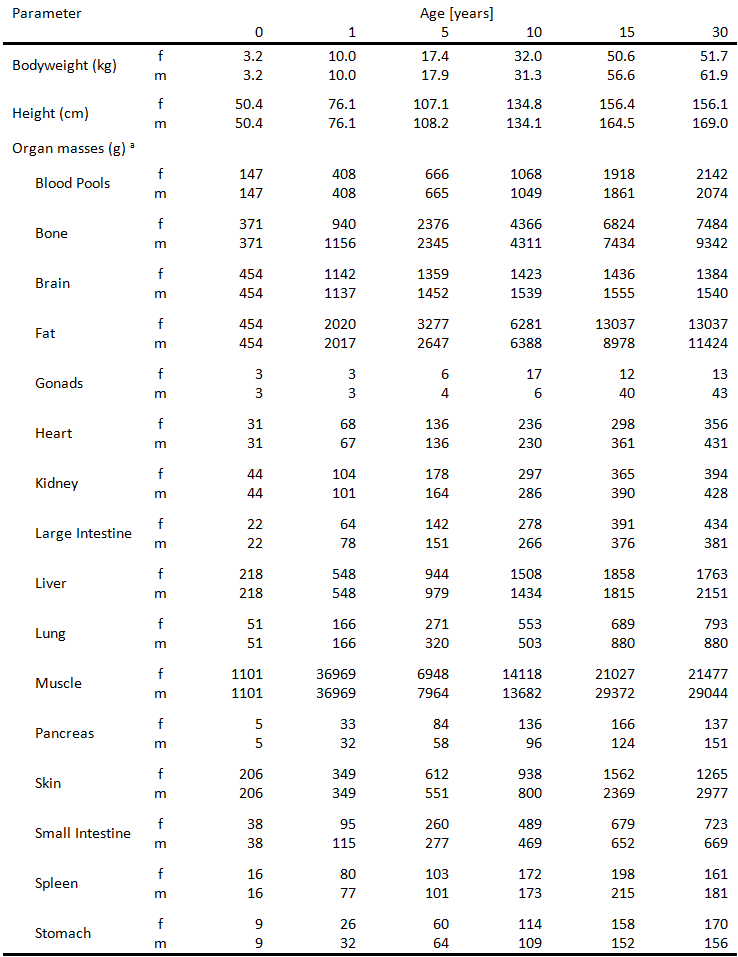 Parameter Age [years]
0 1 5 10 15 30
Bodyweight (kg) f 3.2 10.0 17.4 32.0 50.6 51.7
m 3.2 10.0 17.9 31.3 56.6 61.9
Height (cm) f 50.4 76.1 107.1 134.8 156.4 156.1
m 50.4 76.1 108.2 134.1 164.5 169.0
Organ masses (g) a
Blood Pools f 147 408 666 1068 1918 2142
m 147 408 665 1049 1861 2074
Bone f 371 940 2376 4366 6824 7484
m 371 1156 2345 4311 7434 9342
Brain f 454 1142 1359 1423 1436 1384
m 454 1137 1452 1539 1555 1540
Fat f 454 2020 3277 6281 13037 13037
m 454 2017 2647 6388 8978 11424
Gonads f 3 3 6 17 12 13
m 3 3 4 6 40 43
Heart f 31 68 136 236 298 356
m 31 67 136 230 361 431
Kidney f 44 104 178 297 365 394
m 44 101 164 286 390 428
Large Intestine f 22 64 142 278 391 434
m 22 78 151 266 376 381
Liver f 218 548 944 1508 1858 1763
m 218 548 979 1434 1815 2151
Lung f 51 166 271 553 689 793
m 51 166 320 503 880 880
Muscle f 1101 36969 6948 14118 21027 21477
m 1101 36969 7964 13682 29372 29044
Pancreas f 5 33 84 136 166 137
m 5 32 58 96 124 151
Skin f 206 349 612 938 1562 1265
m 206 349 551 800 2369 2977
Small Intestine f 38 95 260 489 679 723
m 38 115 277 469 652 669
Spleen f 16 80 103 172 198 161
m 16 77 101 173 215 181
Stomach f 9 26 60 114 158 170
m 9 32 64 109 152 156